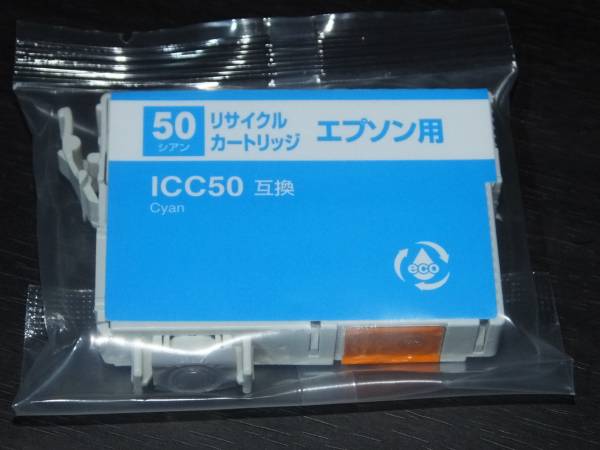 50
シアン
リサイクル
カートリッジ
エプソン用
ICC50 互換
Cyan
eco